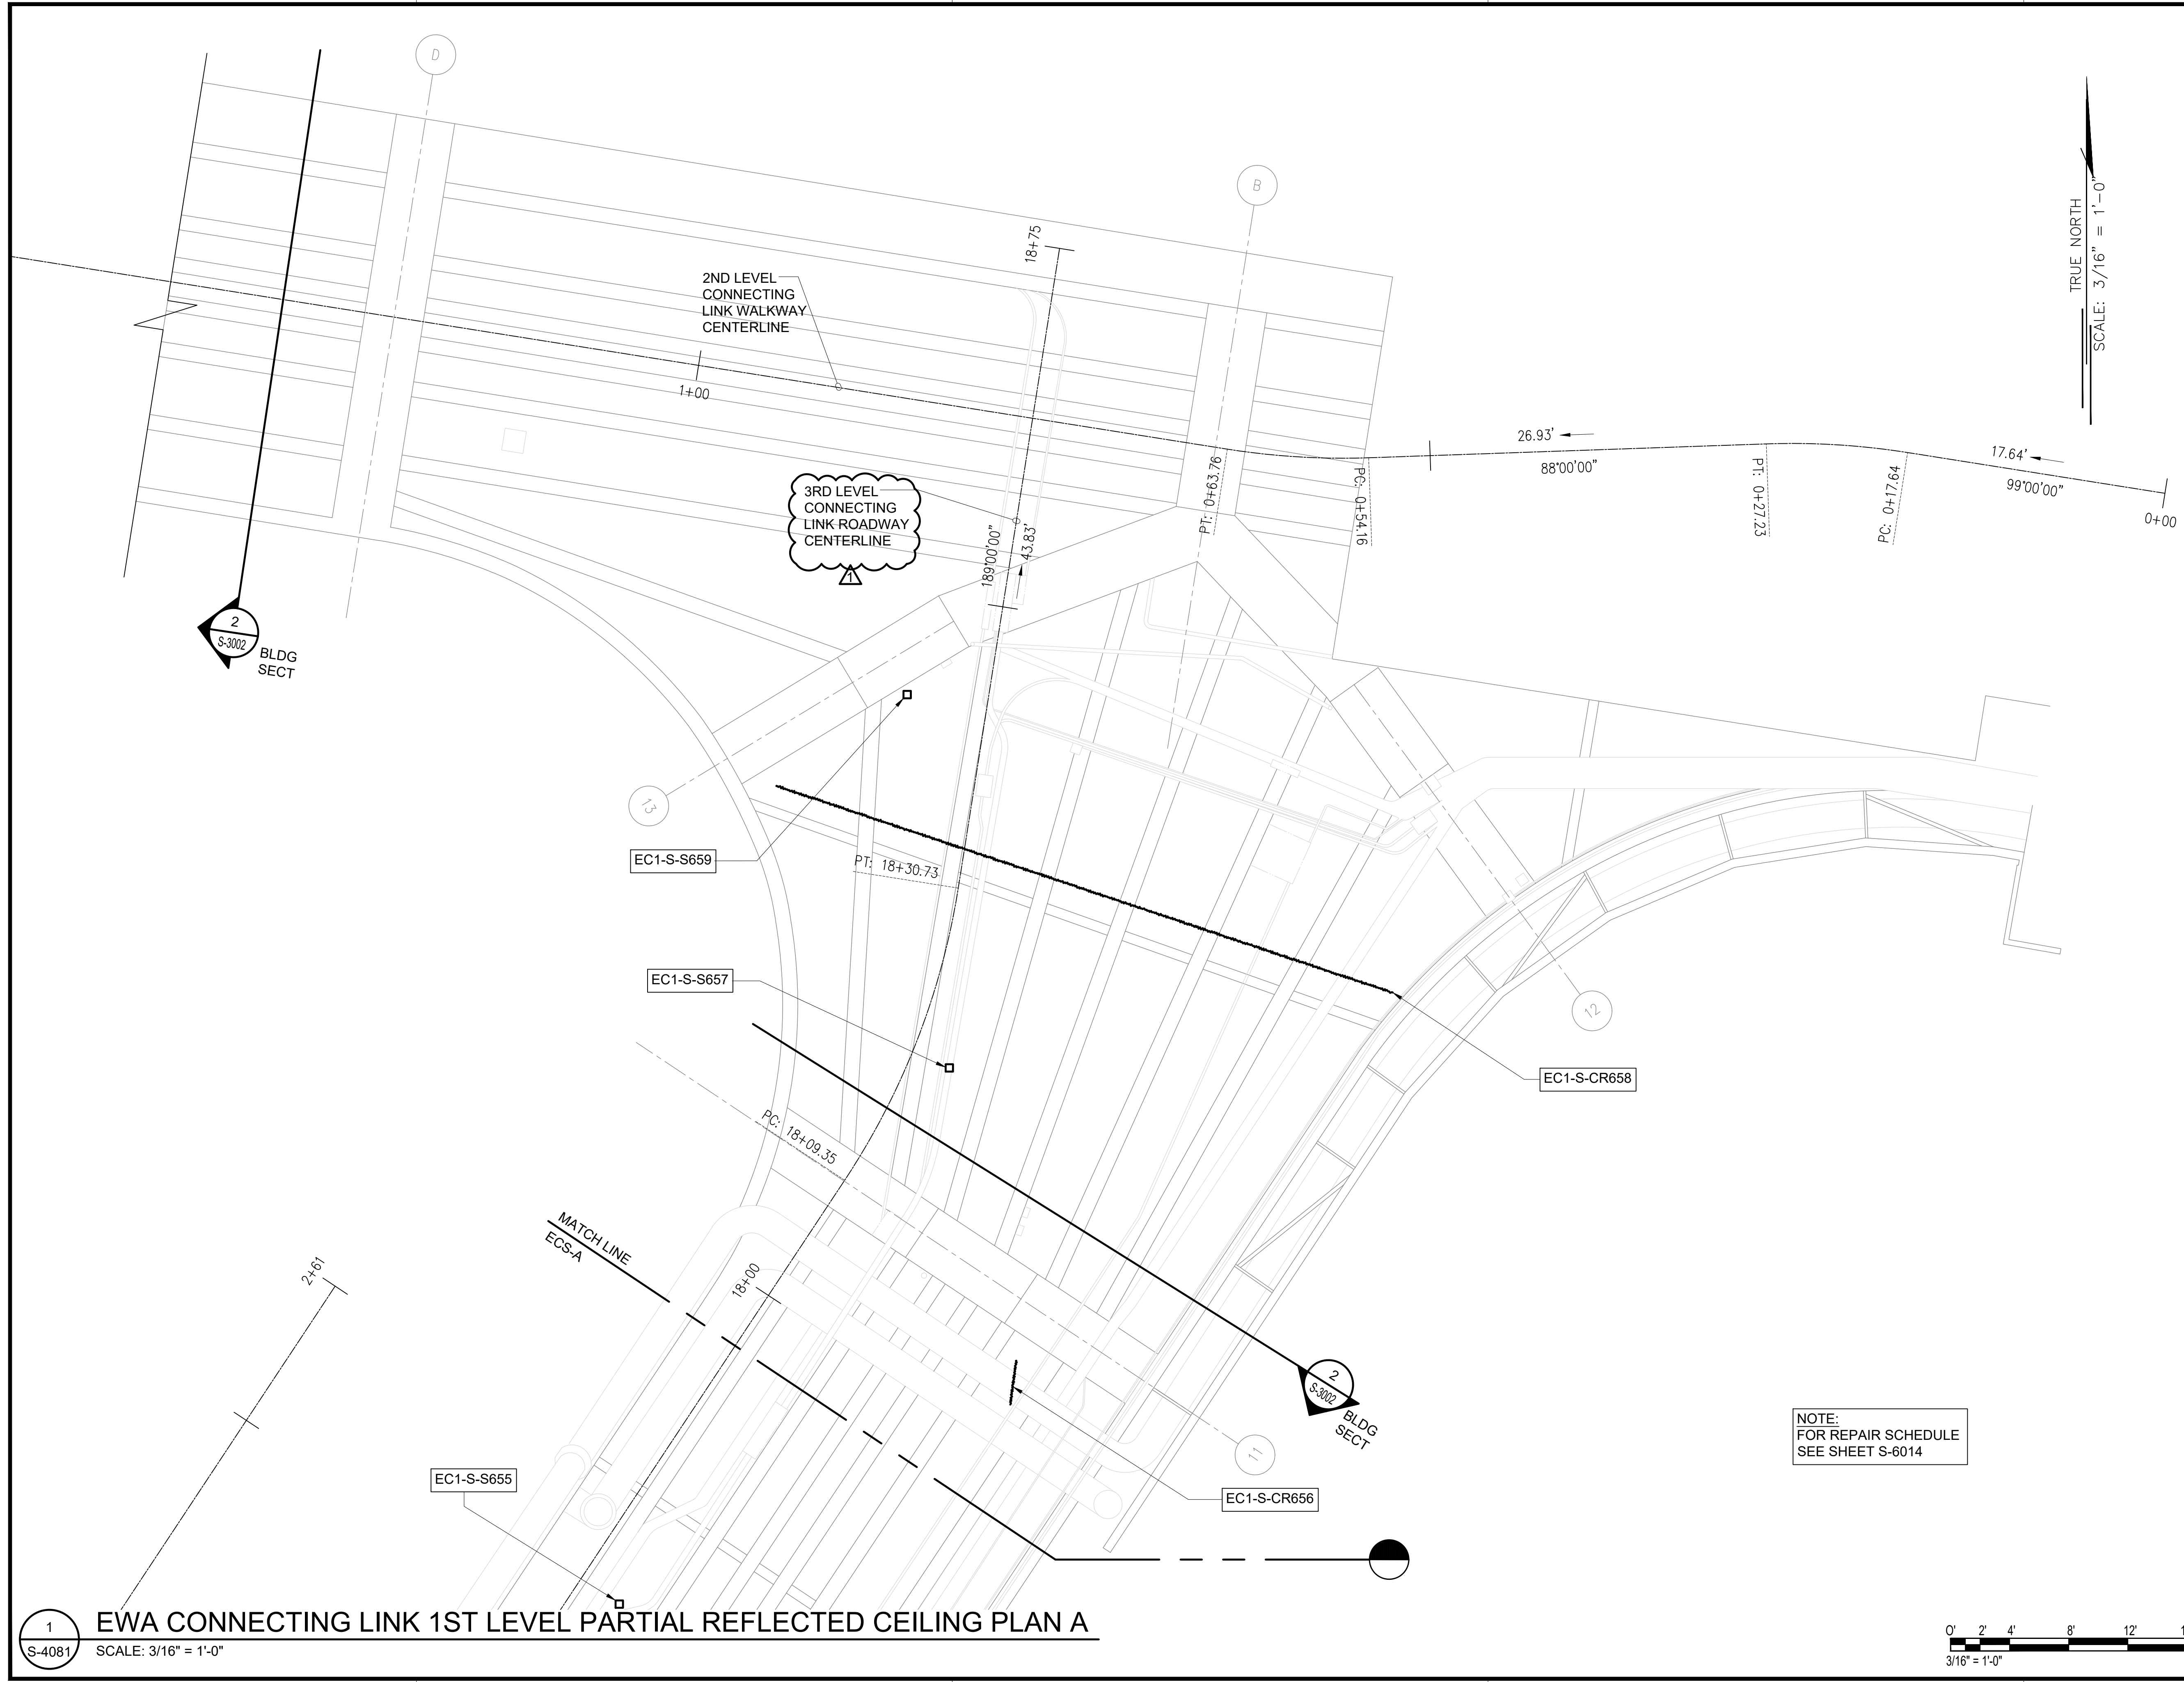 D
B
18+75
TRUE NORTH
SCALE: 3/16" = 1'-0"
2ND LEVEL
CONNECTING
LINK WALKWAY
CENTERLINE
1+00
26.93'
88°00'00"
17.64'
99°00'00"
0+00
PT: 0+63.76
PC: 0+54.16
PT: 0+27.23
PC: 0+17.64
3RD LEVEL
CONNECTING
LINK ROADWAY
CENTERLINE
1
189°00'00"
43.83'
2
S-3002
BLDG
SECT
13
EC1-S-S659
PT: 18+30.73
EC1-S-S657
12
EC1-S-CR658
PC: 18+09.35
MATCH LINE
ECS-A
18+00
2+61
2
S-3002
BLDG
SECT
11
NOTE:
FOR REPAIR SCHEDULE
SEE SHEET S-6014
EC1-S-S655
EC1-S-CR656
1
S-4081
EWA CONNECTING LINK 1ST LEVEL PARTIAL REFLECTED CEILING PLAN A
SCALE: 3/16" = 1'-0"
0' 2' 4' 8' 12'
3/16" = 1'-0"